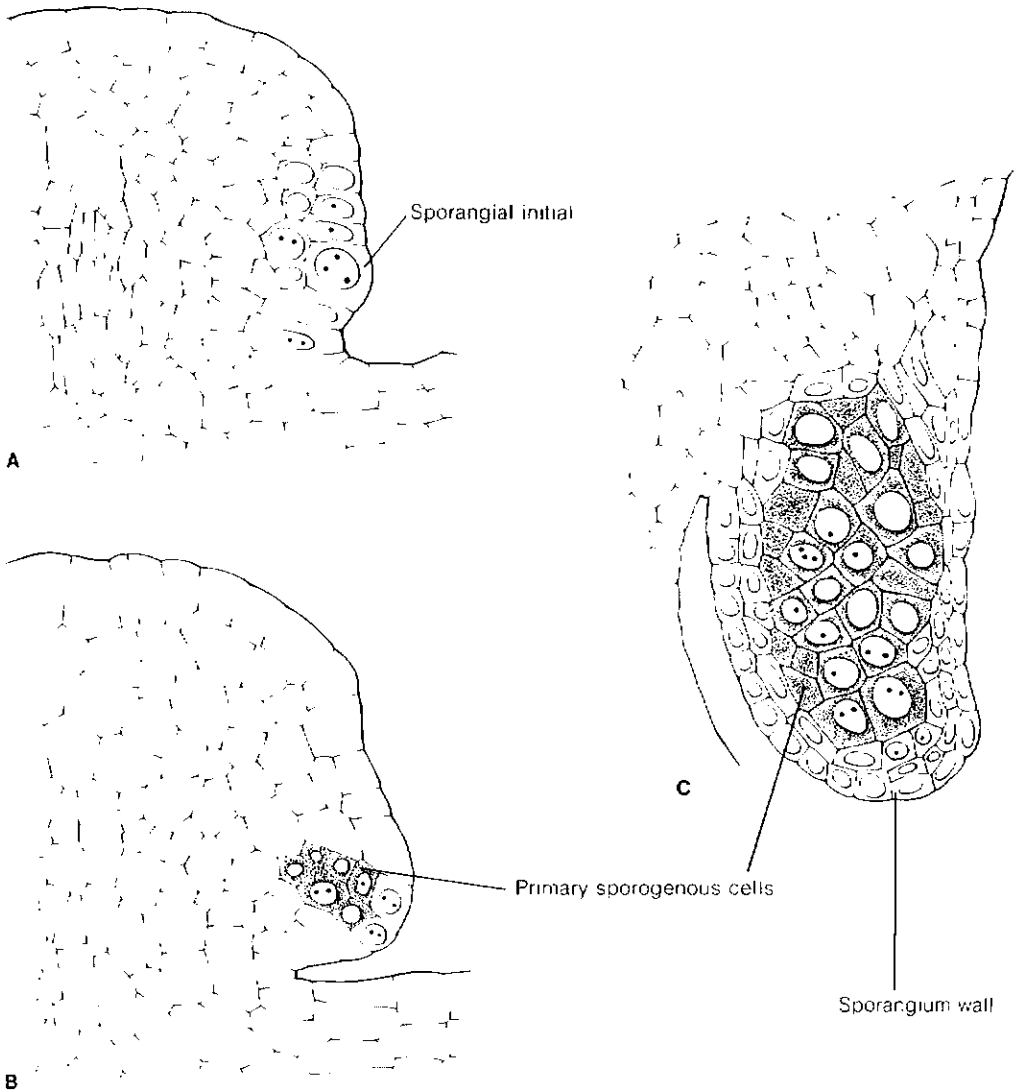 Sporangial initial
A
C
Primary sporogenous cells
Sporangium wall
B